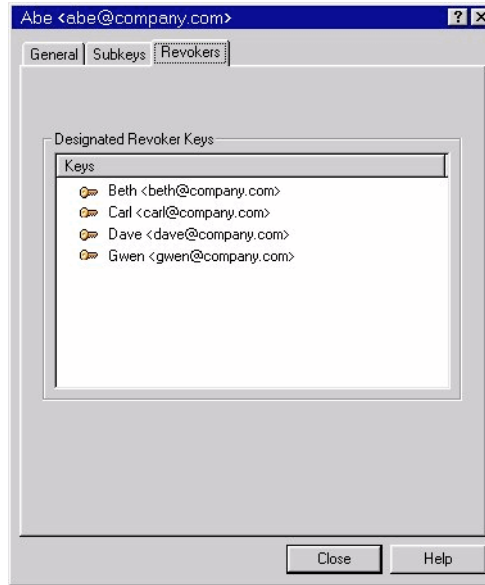 Abe <abe@company.com>
General Subkeys Revokers
Designated Revoker Keys
Keys
Beth <beth@company.com>
Carl <carl@company.com>
Dave <dave@company.com>
Gwen <gwen@company.com>
Close Help